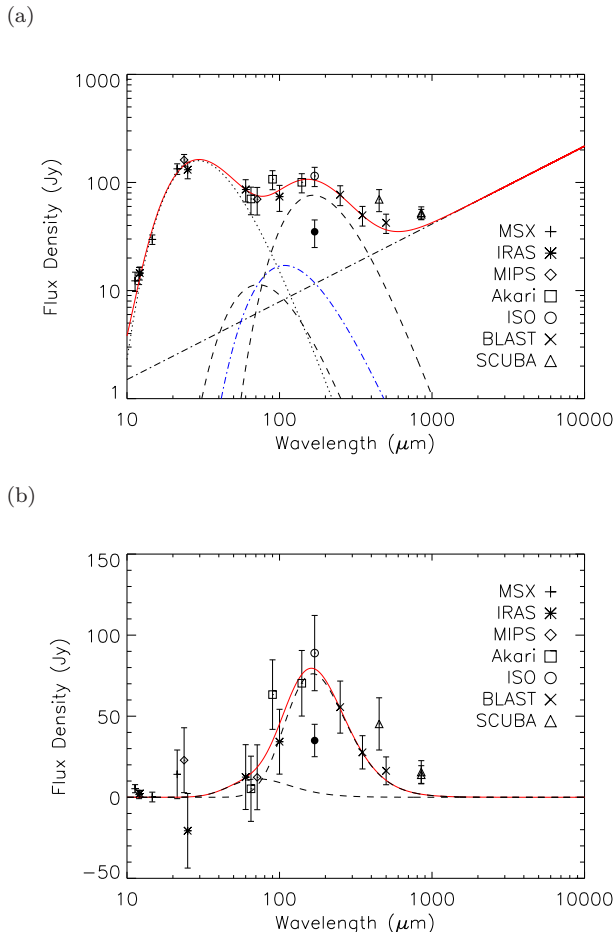 (a)
1000
100
10
1
Flux Density (Jy)
MSX
IRAS
MIPS
Akari
ISO
BLAST
SCUBA
10 100 1000 10000
Wavelength (μm)
(b)
150
100
50
0
−50
Flux Density (Jy)
MSX
IRAS
MIPS
Akari
ISO
BLAST
SCUBA
10 100 1000 10000
Wavelength (μm)